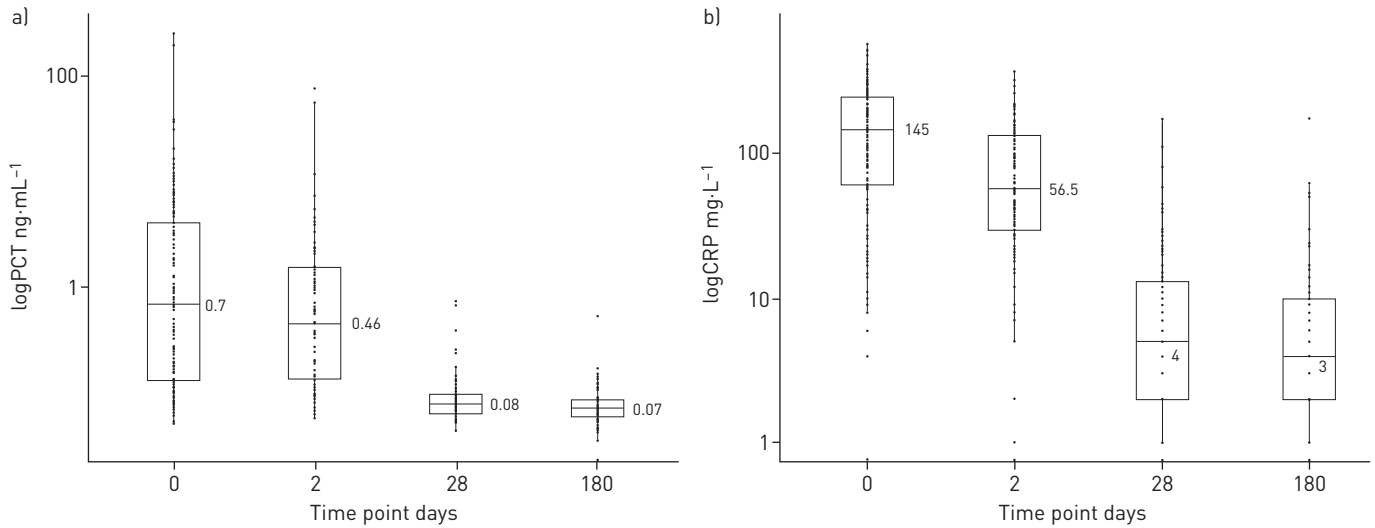 a)
logPCT ng·mL⁻¹
100
1
0.7
0.46
0.08
0.07
0 2 28 180
Time point days
b)
logCRP mg·L⁻¹
100
10
1
145
56.5
4
3
0 2 28 180
Time point days